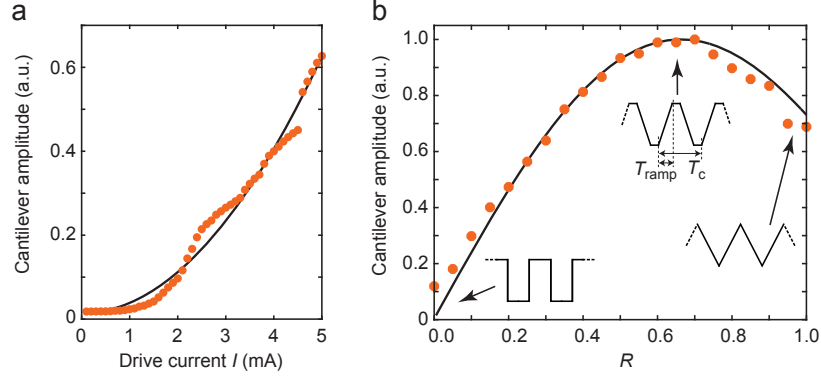 a
Cantilever amplitude (a.u.)
0.6
0.4
0.2
0
0 1 2 3 4 5
Drive current I (mA)
b
Cantilever amplitude (a.u.)
1.0
0.8
0.6
0.4
0.2
0.0
T_ramp T_c
0.0 0.2 0.4 0.6 0.8 1.0
R